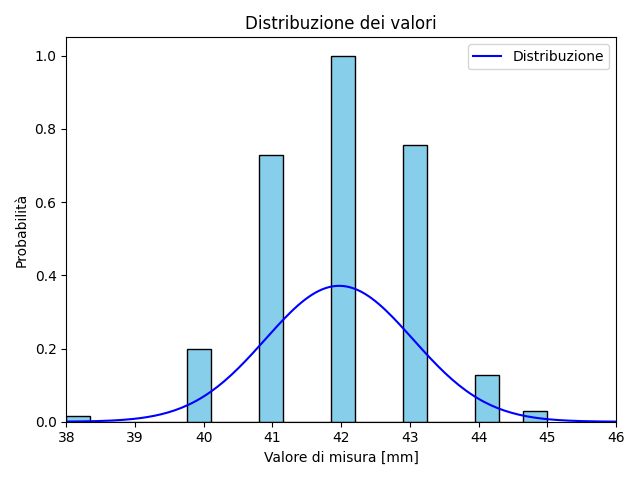 Distribuzione dei valori
Distribuzione
Probabilità
1.0
0.8
0.6
0.4
0.2
0.0
38 39 40 41 42 43 44 45 46
Valore di misura [mm]